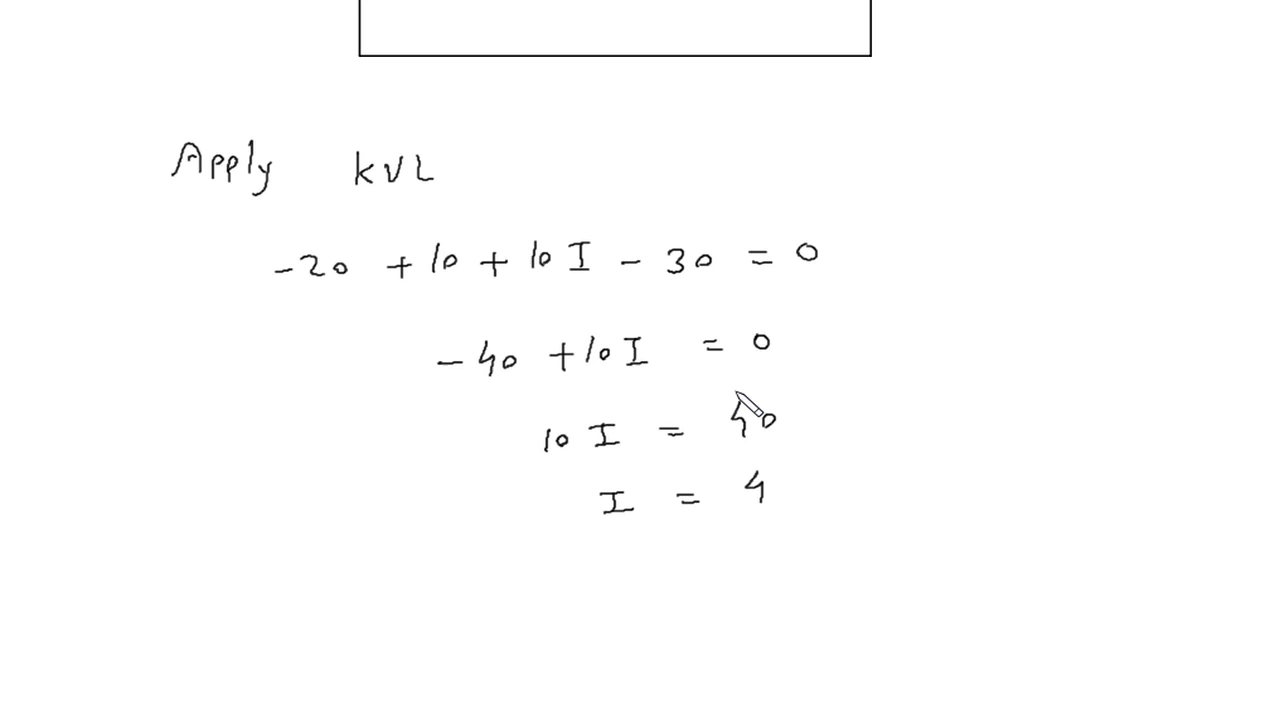 Apply KVL
-20 + 10 + 10 I - 30 = 0
- 40 + 10 I = 0
10 I = 40
I = 4